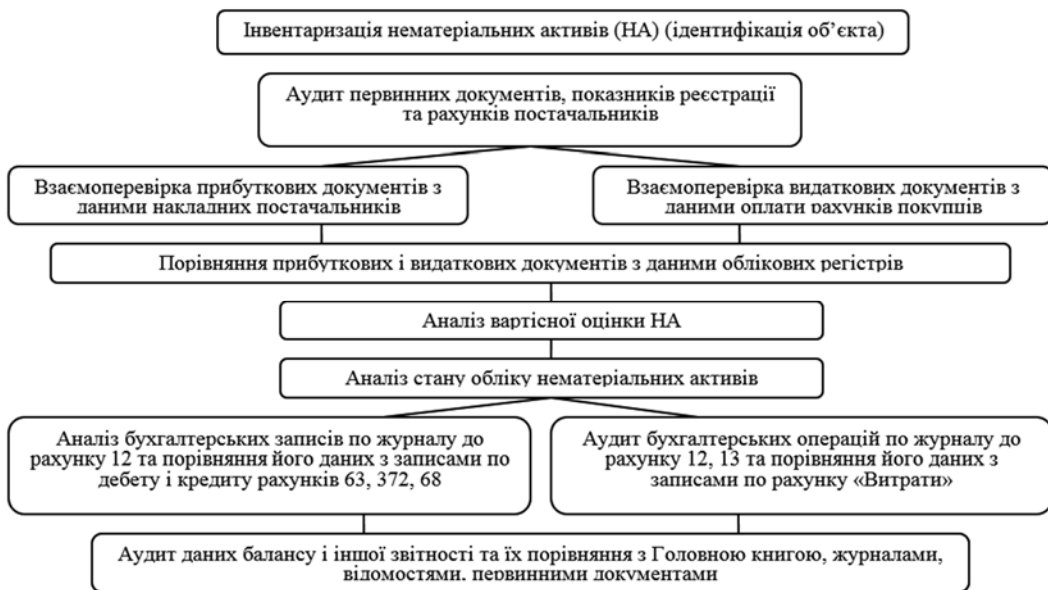 Інвентаризація нематеріальних активів (НА) (ідентифікація об’єкта)
Аудит первинних документів, показників реєстрації
та рахунків постачальників
Взаємоперевірка прибуткових документів з
даними накладних постачальників
Взаємоперевірка видаткових документів з
даними оплати рахунків покупців
Порівняння прибуткових і видаткових документів з даними облікових регістрів
Аналіз вартісної оцінки НА
Аналіз стану обліку нематеріальних активів
Аналіз бухгалтерських записів по журналу до
рахунку 12 та порівняння його даних з записами по
дебету і кредиту рахунків 63, 372, 68
Аудит бухгалтерських операцій по журналу до
рахунку 12, 13 та порівняння його даних з
записами по рахунку «Витрати»
Аудит даних балансу і іншої звітності та їх порівняння з Головною книгою, журналами,
відомостями, первинними документами